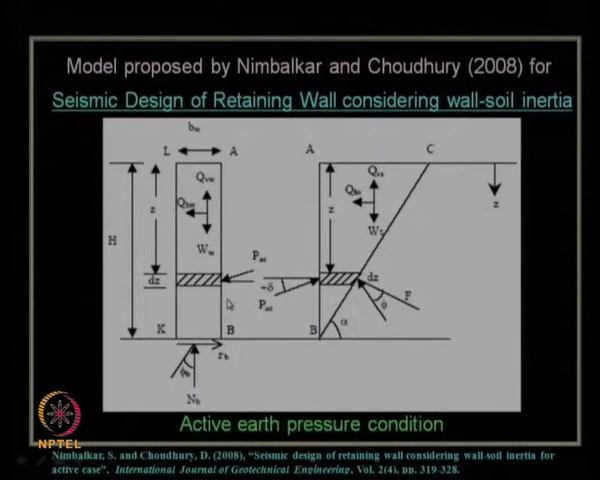 Model proposed by Nimbalkar and Choudhury (2008) for
Seismic Design of Retaining Wall considering wall-soil inertia
bw
L A A C
Qvw Qvs
z Qhw z Qhs z
H Ww Ws
Pae
dz dz
-δ
Pae F
ϕ
K B B α
Fb
ϕb
Nb
Active earth pressure condition
NPTEL
Nimbalkar, S. and Choudhury, D. (2008), "Seismic design of retaining wall considering wall-soil inertia for
active case", International Journal of Geotechnical Engineering, Vol. 2(4), pp. 319-328.